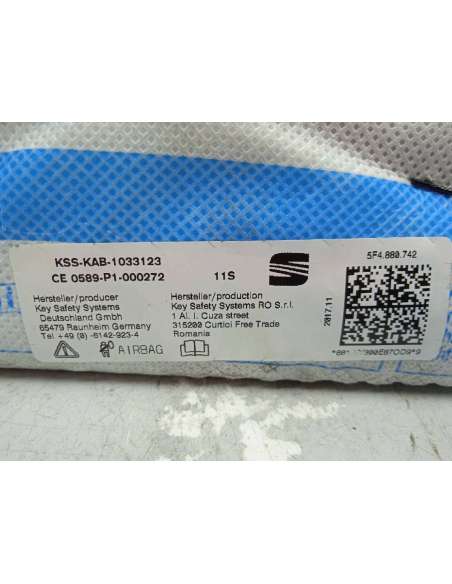 KSS-KAB-1033123
CE 0589-P1-000272
11S
5F4.880.742
Hersteller/producer
Key Safety Systems
Deutschland GmbH
65479 Raunheim Germany
Tel +49 (0) -6142-923-4
AIRBAG
Hersteller/production
Key Safety Systems RO S.r.l.
1 Al. I. Cuza street
315200 Curtici Free Trade
Romania
2017.11